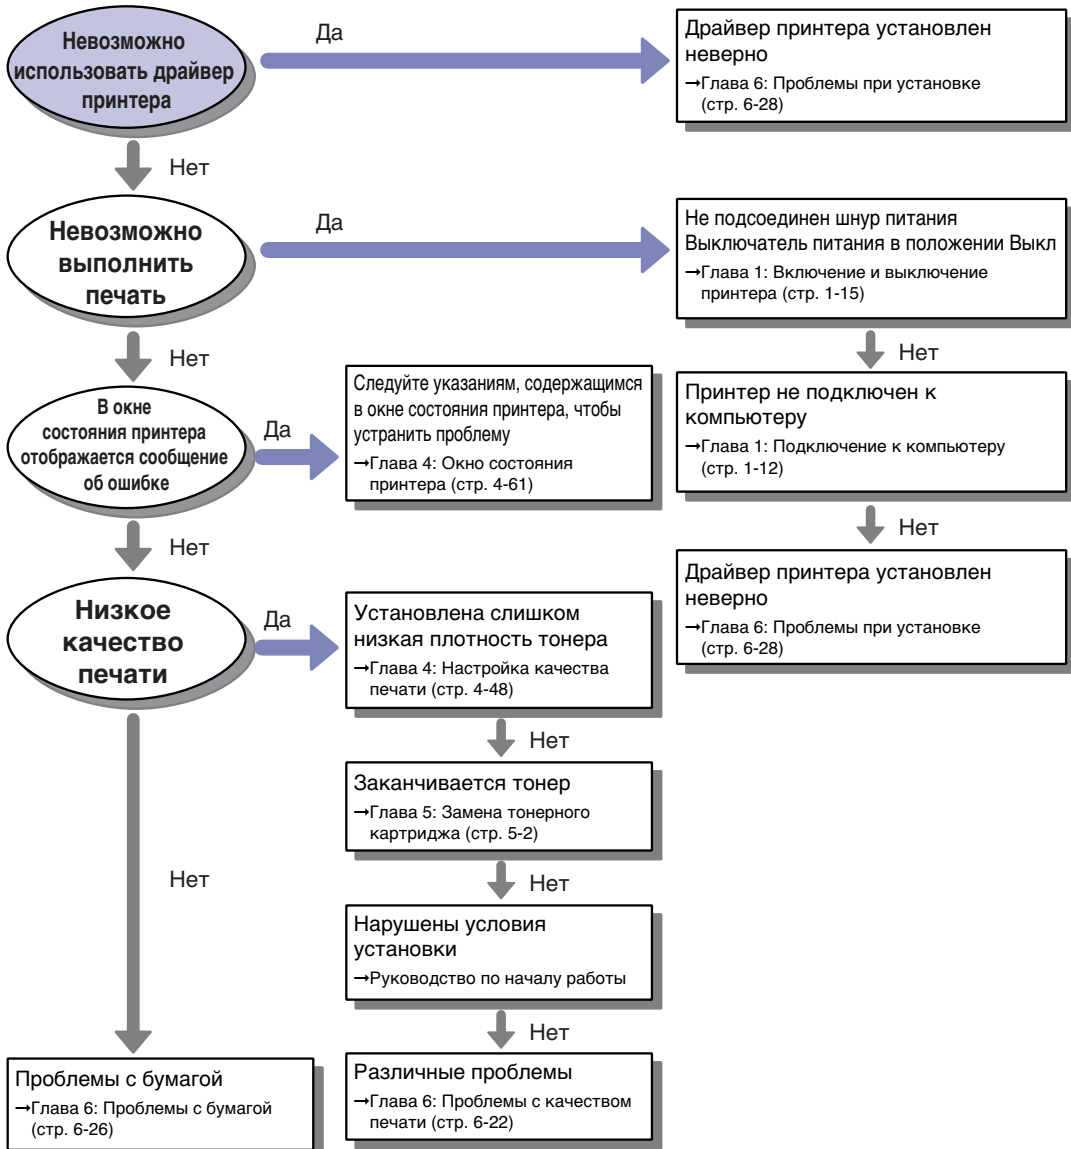 Невозможно
использовать драйвер
принтера
Да
Драйвер принтера установлен
неверно
→Глава 6: Проблемы при установке
(стр. 6-28)
Нет
Невозможно
выполнить
печать
Да
Не подсоединен шнур питания
Выключатель питания в положении Выкл
→Глава 1: Включение и выключение
принтера (стр. 1-15)
Нет
Нет
В окне
состояния принтера
отображается сообщение
об ошибке
Да
Следуйте указаниям, содержащимся
в окне состояния принтера, чтобы
устранить проблему
→Глава 4: Окно состояния
принтера (стр. 4-61)
Принтер не подключен к
компьютеру
→Глава 1: Подключение к компьютеру
(стр. 1-12)
Нет
Нет
Драйвер принтера установлен
неверно
→Глава 6: Проблемы при установке
(стр. 6-28)
Низкое
качество
печати
Да
Установлена слишком
низкая плотность тонера
→Глава 4: Настройка качества
печати (стр. 4-48)
Нет
Заканчивается тонер
→Глава 5: Замена тонерного
картриджа (стр. 5-2)
Нет
Нет
Нарушены условия
установки
→Руководство по началу работы
Нет
Проблемы с бумагой
→Глава 6: Проблемы с бумагой
(стр. 6-26)
Различные проблемы
→Глава 6: Проблемы с качеством
печати (стр. 6-22)